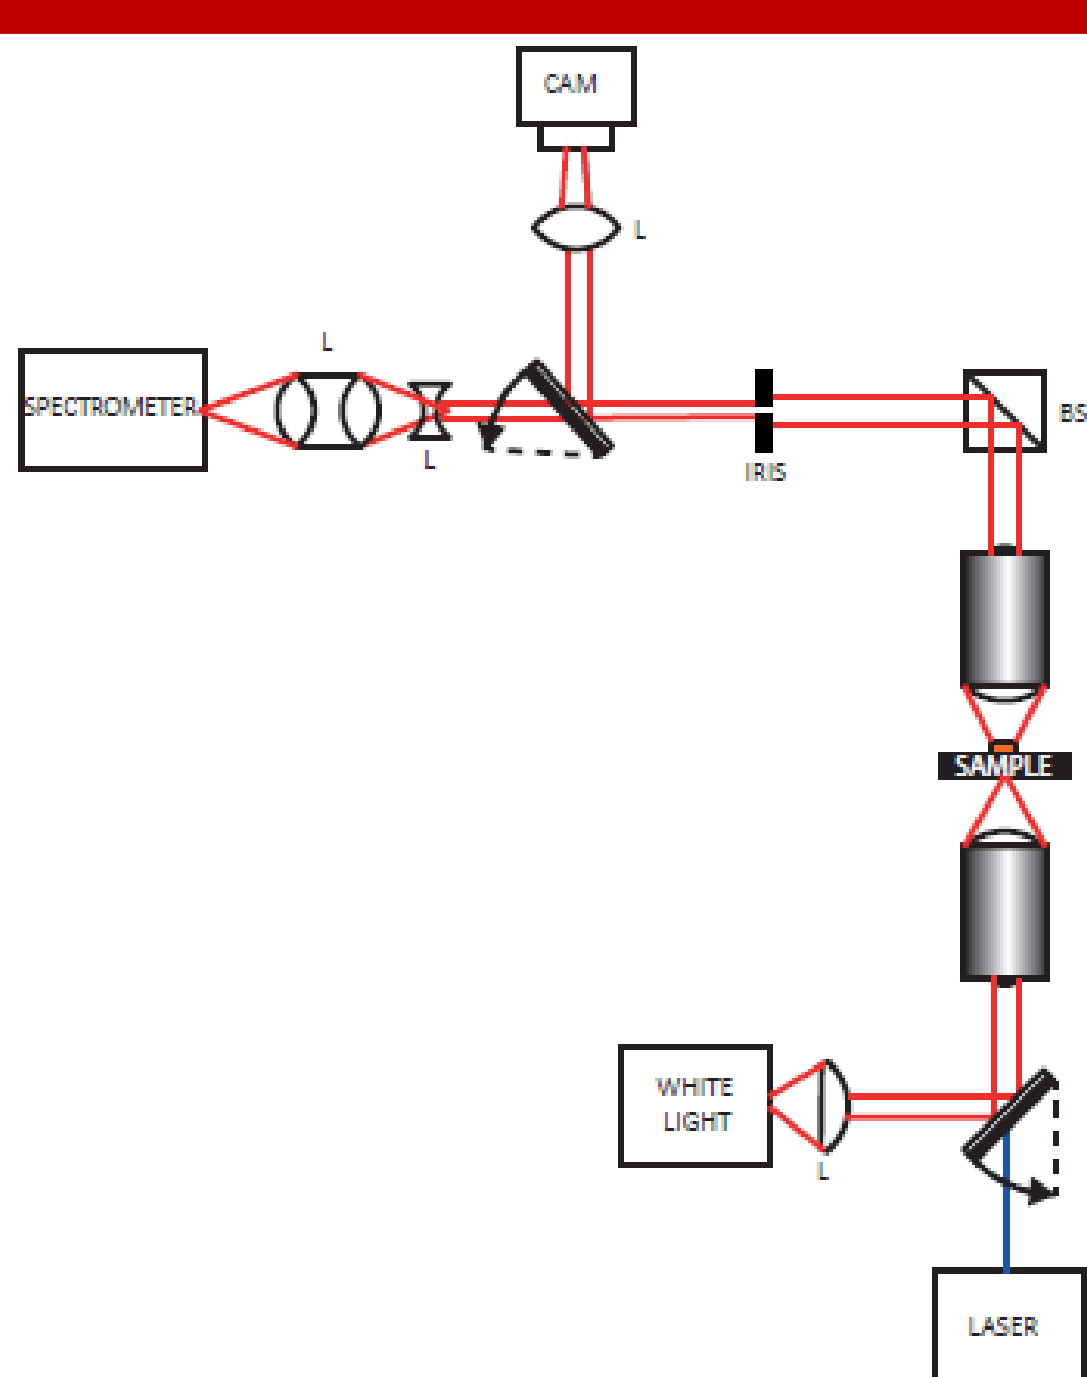 CAM
L
L
SPECTROMETER
BS
L
IRIS
SAMPLE
WHITE
LIGHT
L
LASER